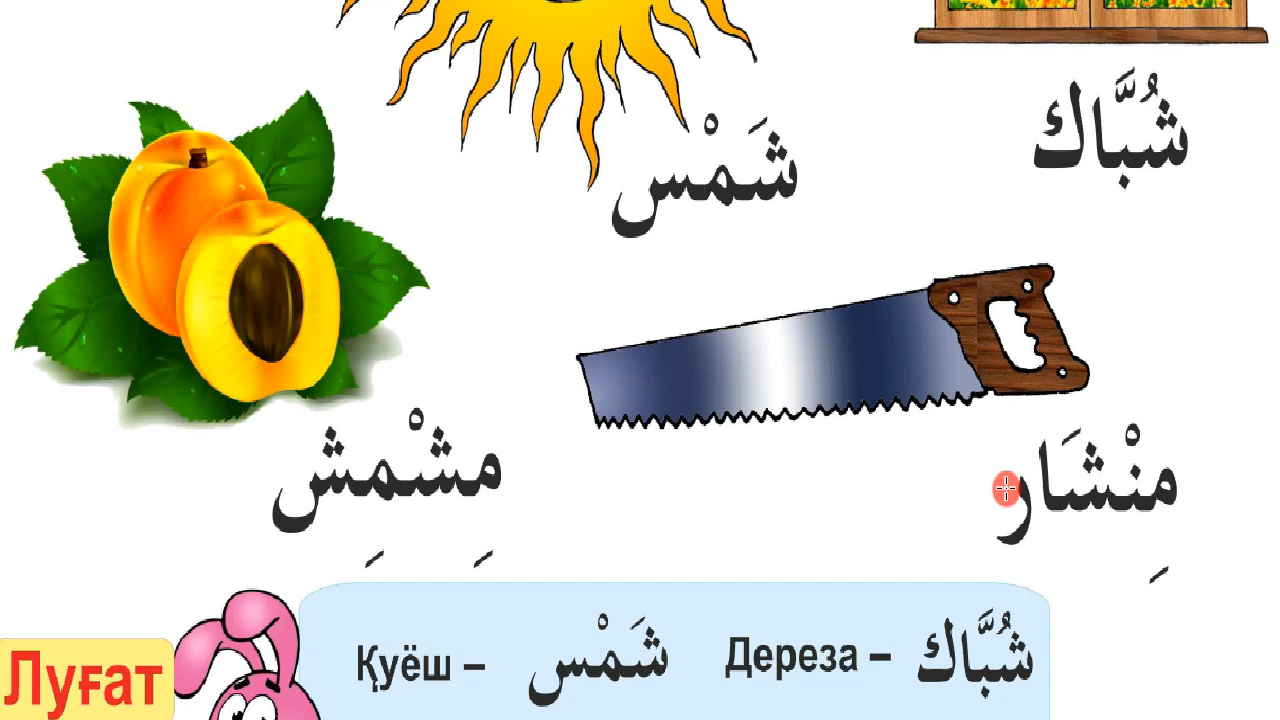 شُبَّاك
شَمْس
مِنْشَار
مِشْمِش
شُبَّاك – Дереза
شَمْس – Қуёш
Луғат